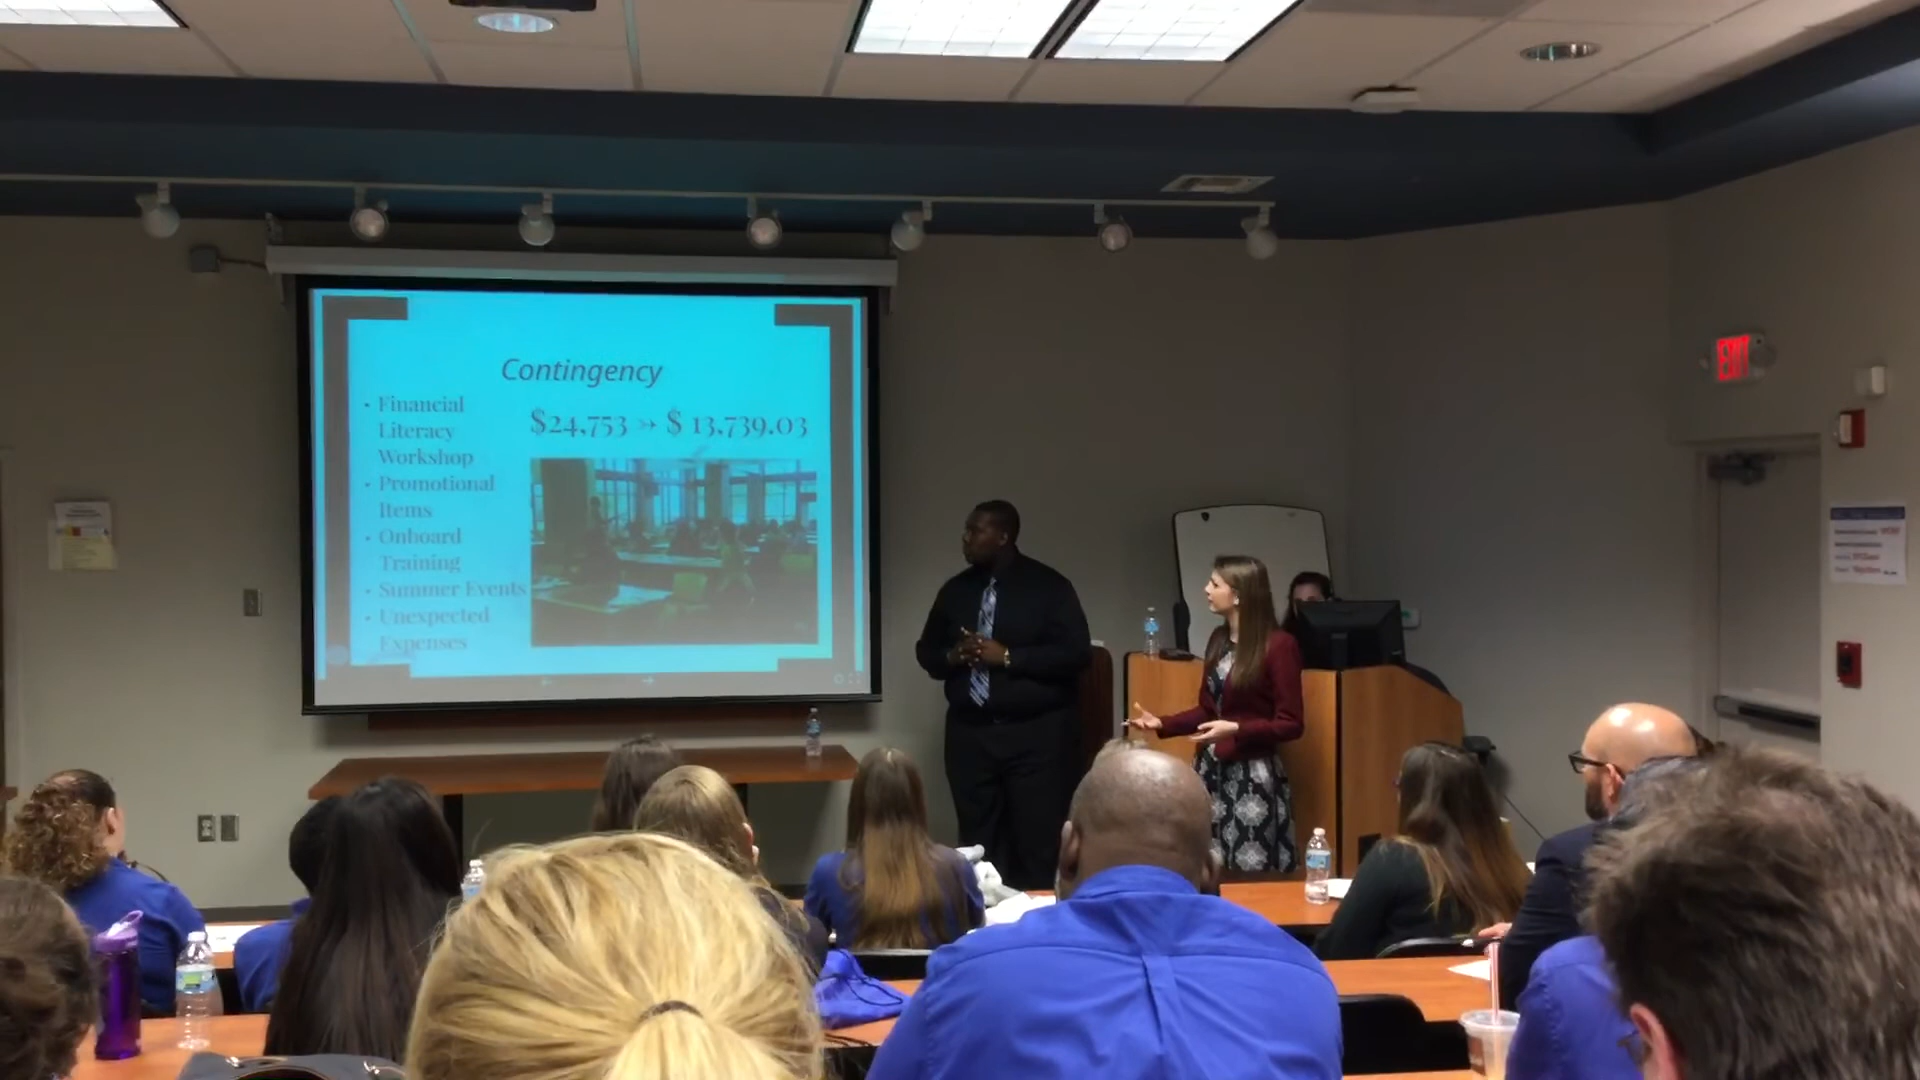 Contingency
• Financial
Literacy
Workshop
• Promotional
Items
• Onboard
Training
• Summer Events
• Unexpected
Expenses
$24,753 → $ 13,739.03
EXIT